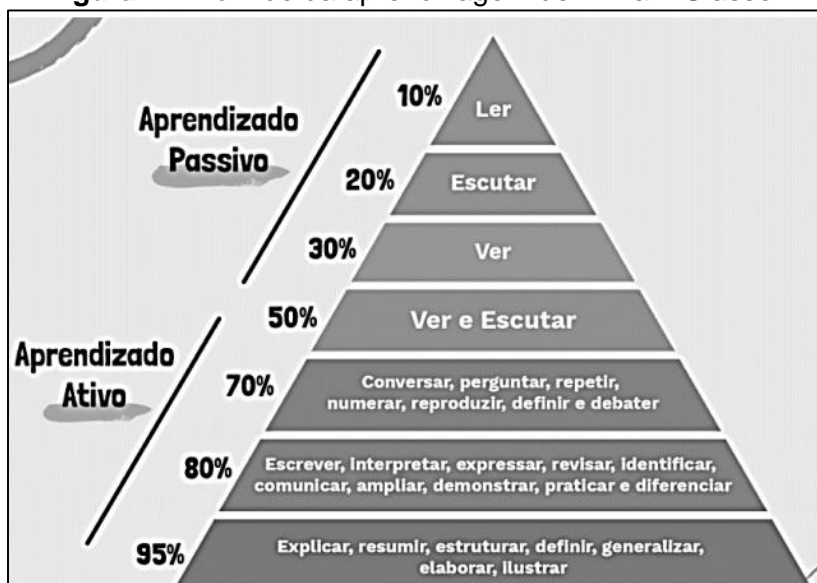 10%
Ler
Aprendizado
Passivo
20%
Escutar
30%
Ver
50%
Ver e Escutar
Aprendizado
Ativo
70%
Conversar, perguntar, repetir,
numerar, reproduzir, definir e debater
80%
Escrever, interpretar, expressar, revisar, identificar,
comunicar, ampliar, demonstrar, praticar e diferenciar
95%
Explicar, resumir, estruturar, definir, generalizar,
elaborar, ilustrar